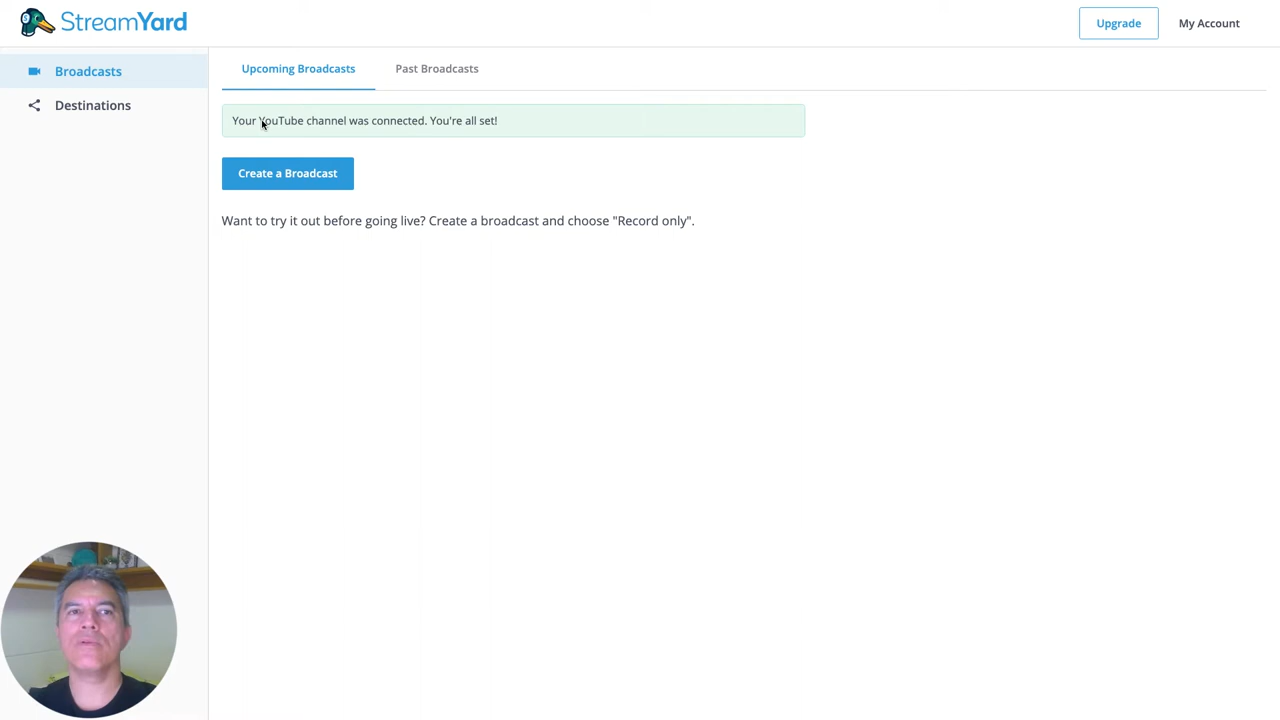 StreamYard
Upgrade
My Account
Broadcasts
Destinations
Upcoming Broadcasts
Past Broadcasts
Your YouTube channel was connected. You're all set!
Create a Broadcast
Want to try it out before going live? Create a broadcast and choose "Record only".